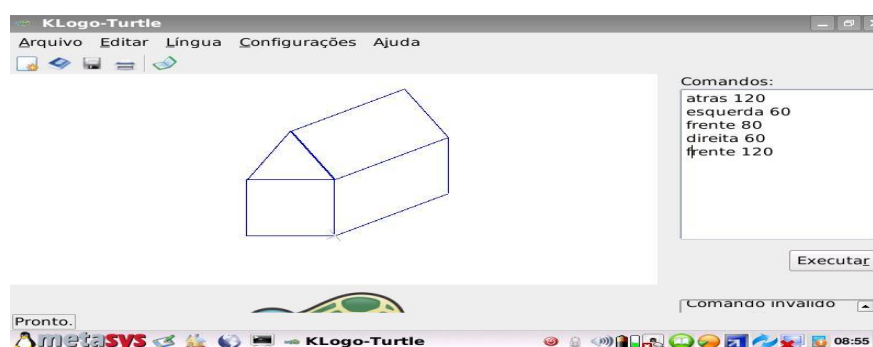 KLogo-Turtle
Arquivo Editar Língua Configurações Ajuda
Comandos:
atras 120
esquerda 60
frente 80
direita 60
frente 120
Executar
Comando inválido
Pronto.
metasys KLogo-Turtle 08:55